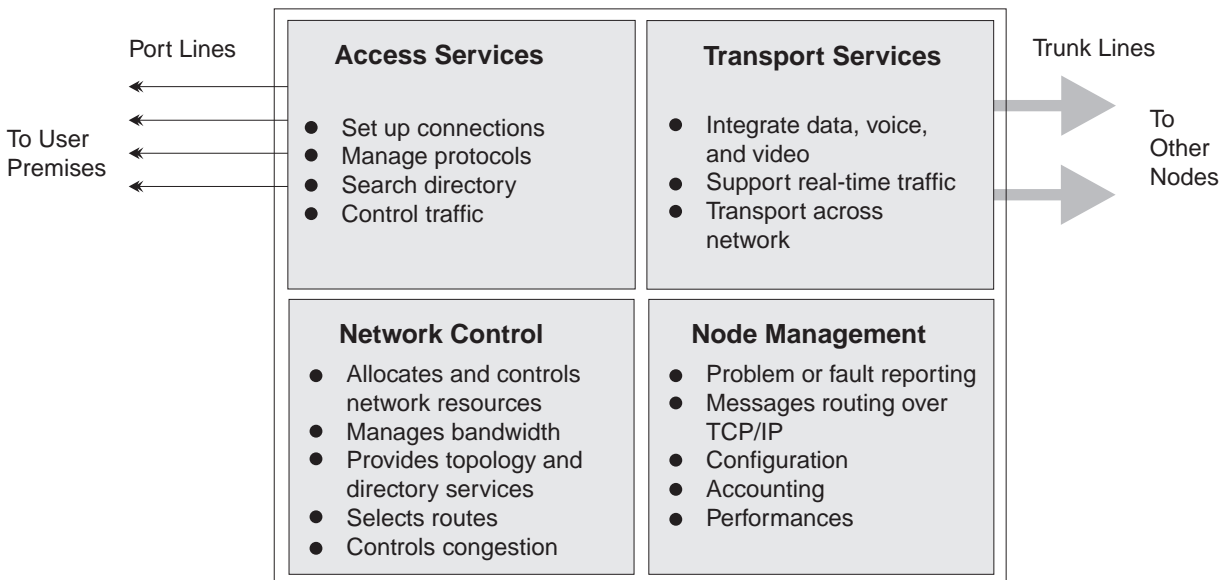 Port Lines
To User
Premises
Access Services
● Set up connections
● Manage protocols
● Search directory
● Control traffic
Transport Services
● Integrate data, voice,
and video
● Support real-time traffic
● Transport across
network
Trunk Lines
To
Other
Nodes
Network Control
● Allocates and controls
network resources
● Manages bandwidth
● Provides topology and
directory services
● Selects routes
● Controls congestion
Node Management
● Problem or fault reporting
● Messages routing over
TCP/IP
● Configuration
● Accounting
● Performances